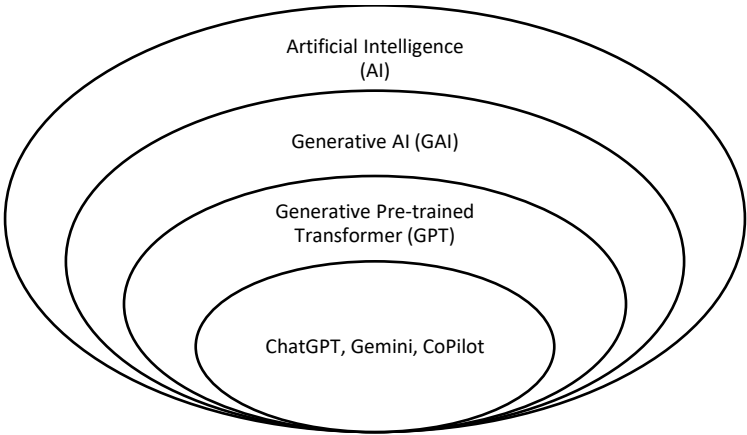 Artificial Intelligence
(AI)
Generative AI (GAI)
Generative Pre-trained
Transformer (GPT)
ChatGPT, Gemini, CoPilot